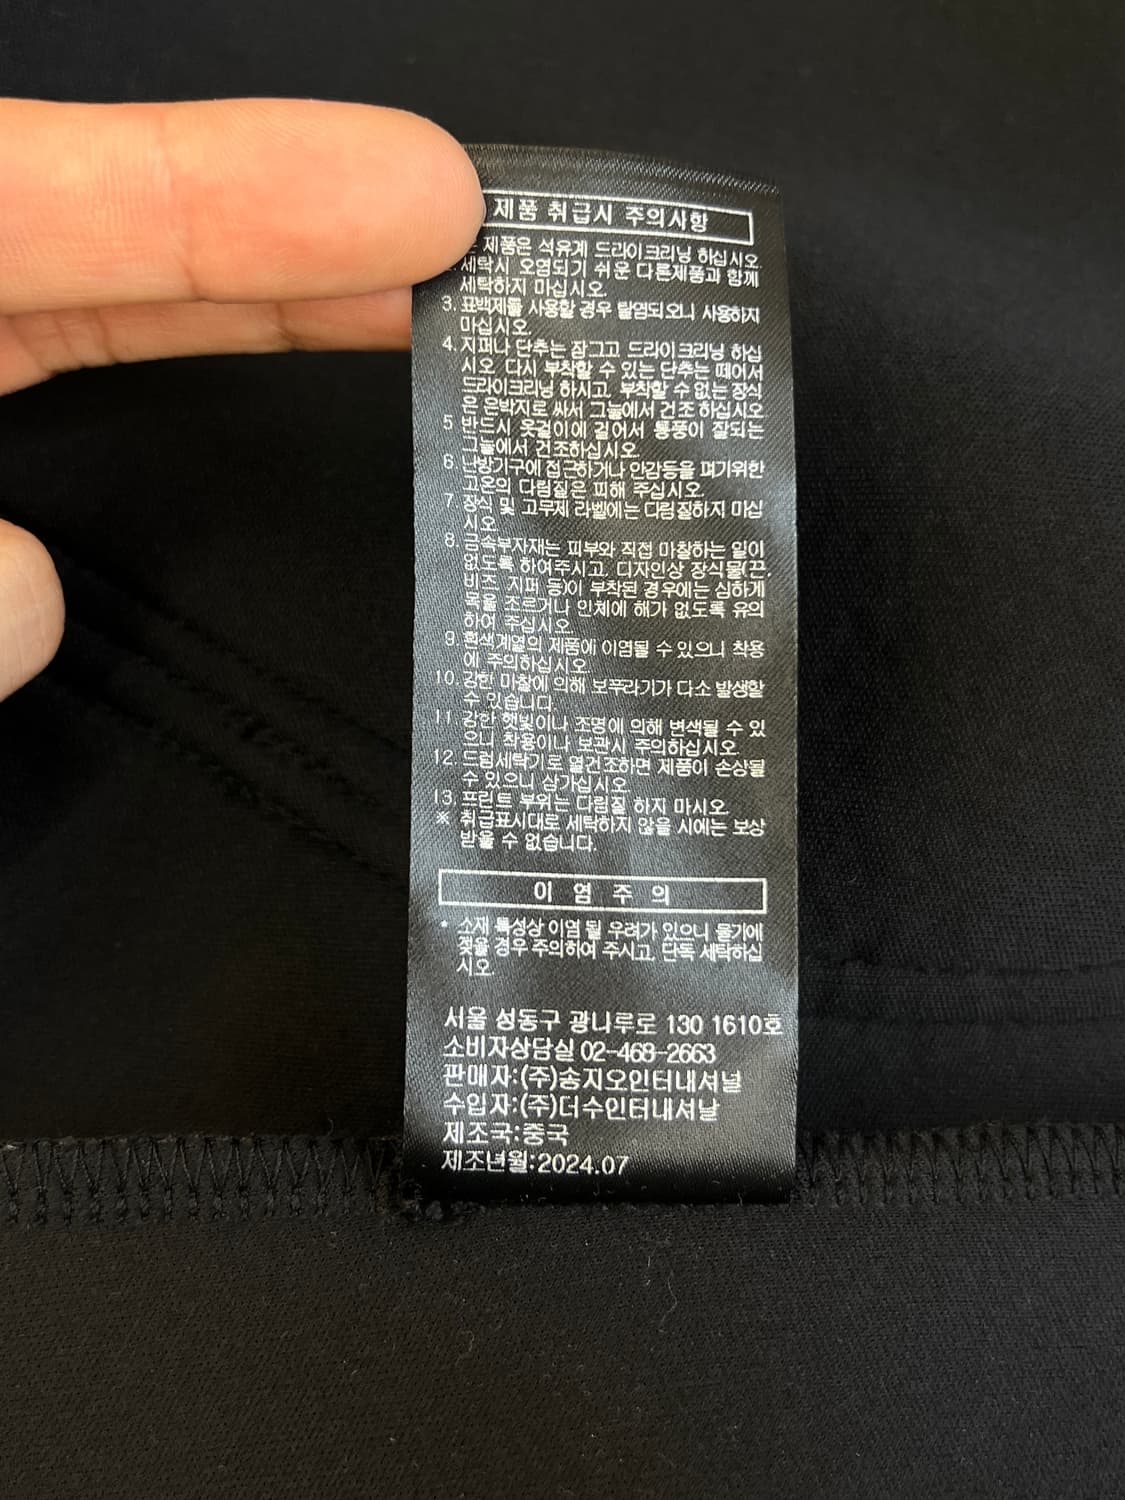 제품 취급시 주의사항
제품은 석유계 드라이크리닝 하십시오.
세탁시 오염되기 쉬운 다른제품과 함께
세탁하지 마십시오.
3. 표백제를 사용할 경우 탈염되오니 사용하지
마십시오.
4. 지퍼나 단추는 잠그고 드라이크리닝 하십
시오. 다시 부착할 수 있는 단추는 떼어서
드라이크리닝 하시고, 부착할 수 없는 장식
은 은박지로 싸서 그늘에서 건조하십시오
5 반드시 옷걸이에 걸어서 통풍이 잘되는
그늘에서 건조하십시오.
6. 난방기구에 접근하거나 안감등을 펴기위한
고온의 다림질은 피해 주십시오.
7. 장식 및 고무제 라벨에는 다림질하지 마십
시오.
8. 금속부자재는 피부와 직접 마찰하는 일이
없도록 하여주시고, 디자인상 장식물(끈,
비즈, 지퍼 등)이 부착된 경우에는 심하게
목을 조르거나 인체에 해가 없도록 유의
하여 주십시오.
9. 흰색계열의 제품에 이염될 수 있으니 착용
에 주의하십시오.
10. 강한 마찰에 의해 보푸라기가 다소 발생할
수 있습니다.
11. 강한 햇빛이나 조명에 의해 변색될 수 있
으니 착용이나 보관시 주의하십시오.
12. 드럼세탁기로 열건조하면 제품이 손상될
수 있으니 삼가십시오.
13. 프린트 부위는 다림질 하지 마시오.
※ 취급표시대로 세탁하지 않을 시에는 보상
받을 수 없습니다.
이 염 주 의
* 소재 특성상 이염 될 우려가 있으니 물기에
젖을 경우 주의하여 주시고, 단독 세탁하십
시오.
서울 성동구 광나루로 130 1610호
소비자상담실 02-468-2663
판매자:(주)송지오인터내셔널
수입자:(주)더수인터내셔날
제조국:중국
제조년월:2024.07